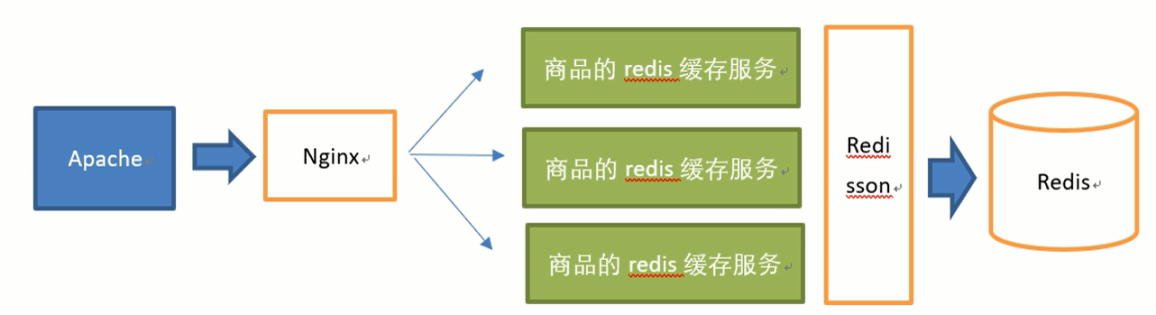 Apache
Nginx
商品的 redis 缓存服务
商品的 redis 缓存服务
商品的 redis 缓存服务
Redi
sson
Redis